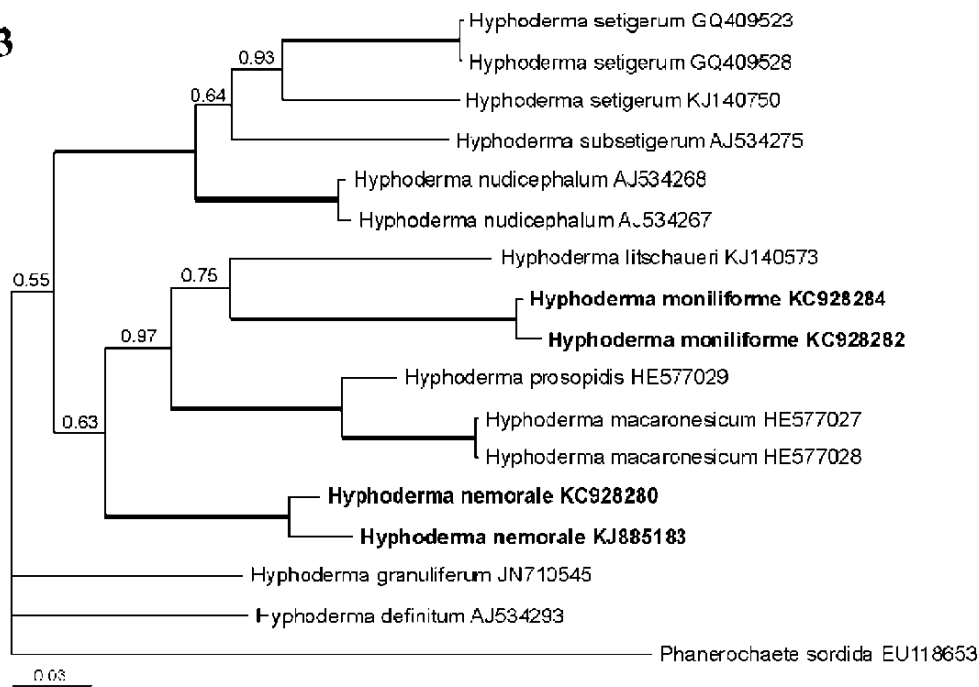 B
Hyphoderma setigerum GQ409523
0.93
Hyphoderma setigerum GQ409528
0.64
Hyphoderma setigerum KJ140750
Hyphoderma subsetigerum AJ534275
Hyphoderma nudicephalum AJ534268
Hyphoderma nudicephalum AJ534267
Hyphoderma litschaueri KJ140573
0.55
0.75
Hyphoderma moniliforme KC928284
0.97
Hyphoderma moniliforme KC928282
Hyphoderma prosopidis HE577029
0.63
Hyphoderma macaronesicum HE577027
Hyphoderma macaronesicum HE577028
Hyphoderma nemorale KC928280
Hyphoderma nemorale KJ885183
Hyphoderma granuliferum JN710545
Hyphoderma definitum AJ534293
Phanerochaete sordida EU118653
0.03